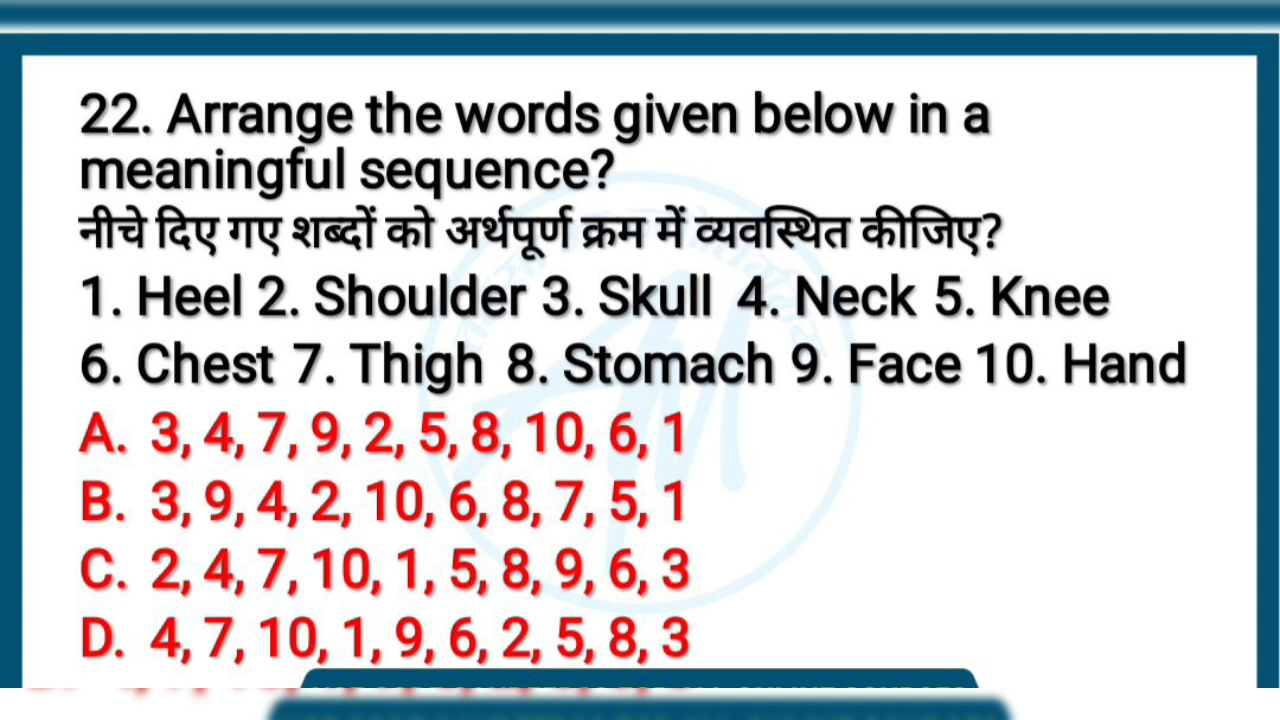 22. Arrange the words given below in a
meaningful sequence?
नीचे दिए गए शब्दों को अर्थपूर्ण क्रम में व्यवस्थित कीजिए?
1. Heel 2. Shoulder 3. Skull 4. Neck 5. Knee
6. Chest 7. Thigh 8. Stomach 9. Face 10. Hand
A. 3, 4, 7, 9, 2, 5, 8, 10, 6, 1
B. 3, 9, 4, 2, 10, 6, 8, 7, 5, 1
C. 2, 4, 7, 10, 1, 5, 8, 9, 6, 3
D. 4, 7, 10, 1, 9, 6, 2, 5, 8, 3